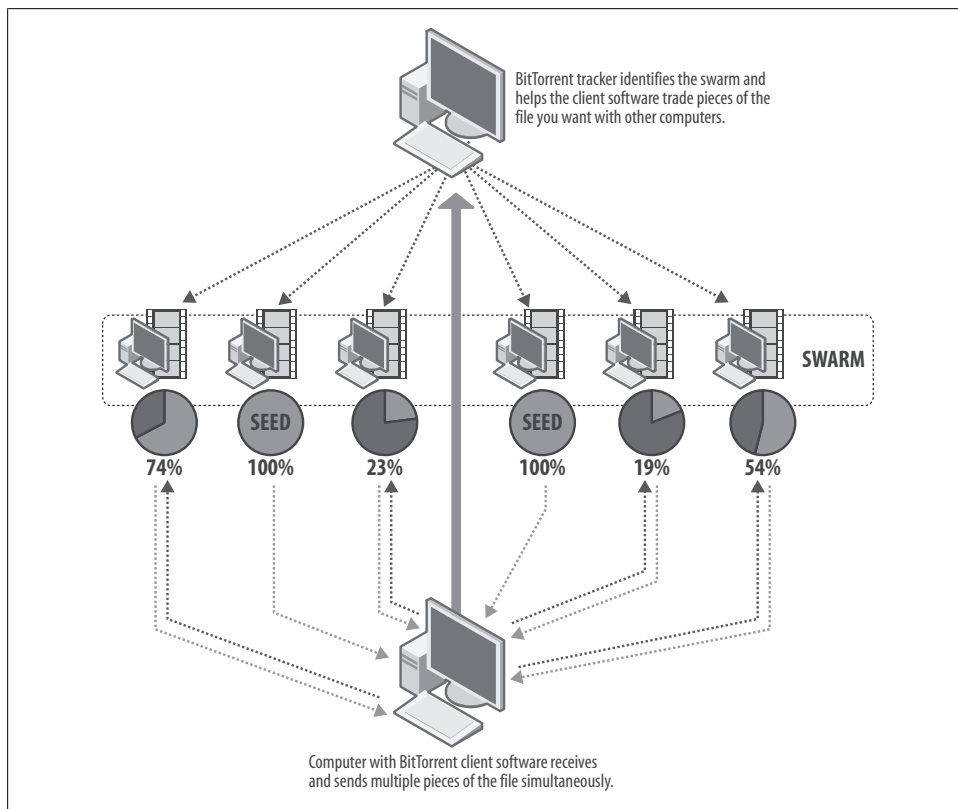 BitTorrent tracker identifies the swarm and
helps the client software trade pieces of the
file you want with other computers.
SWARM
SEED
SEED
74%
100%
23%
100%
19%
54%
Computer with BitTorrent client software receives
and sends multiple pieces of the file simultaneously.